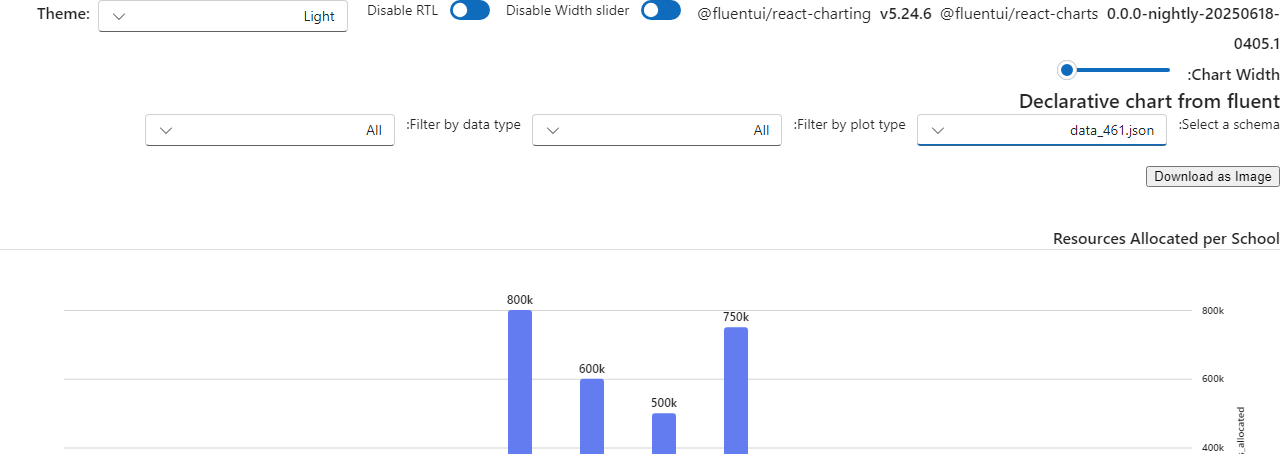 Theme:
Light
Disable RTL
Disable Width slider
@fluentui/react-charting v5.24.6 @fluentui/react-charts 0.0.0-nightly-20250618-
0405.1
:Chart Width
Declarative chart from fluent
:Select a schema
data_461.json
:Filter by plot type
All
:Filter by data type
All
Download as Image
Resources Allocated per School
800k
750k
600k
500k
800k
600k
400k